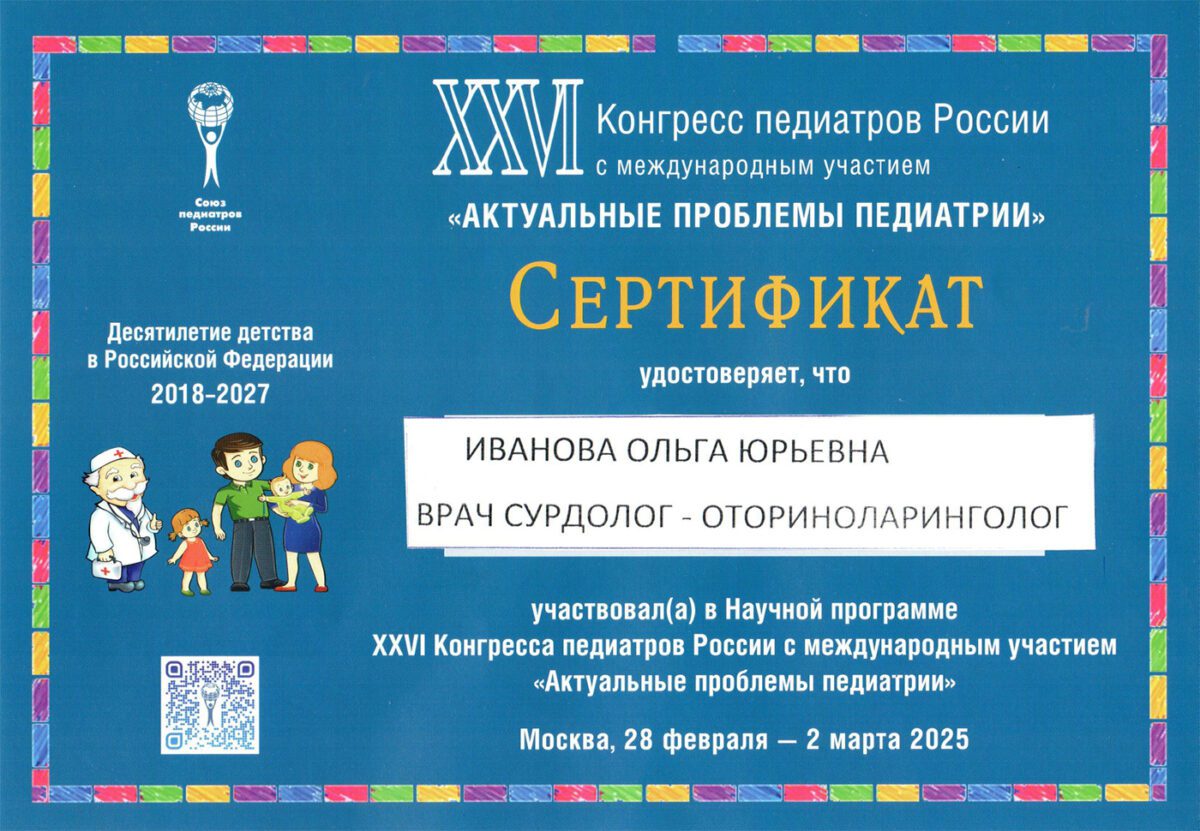 Союз
педиатров
России
XXVI Конгресс педиатров России
с международным участием
«АКТУАЛЬНЫЕ ПРОБЛЕМЫ ПЕДИАТРИИ»
СЕРТИФИКАТ
удостоверяет, что
Десятилетие детства
в Российской Федерации
2018–2027
ИВАНОВА ОЛЬГА ЮРЬЕВНА
ВРАЧ СУРДОЛОГ - ОТОРИНОЛАРИНГОЛОГ
участвовал(а) в Научной программе
XXVI Конгресса педиатров России с международным участием
«Актуальные проблемы педиатрии»
Москва, 28 февраля — 2 марта 2025